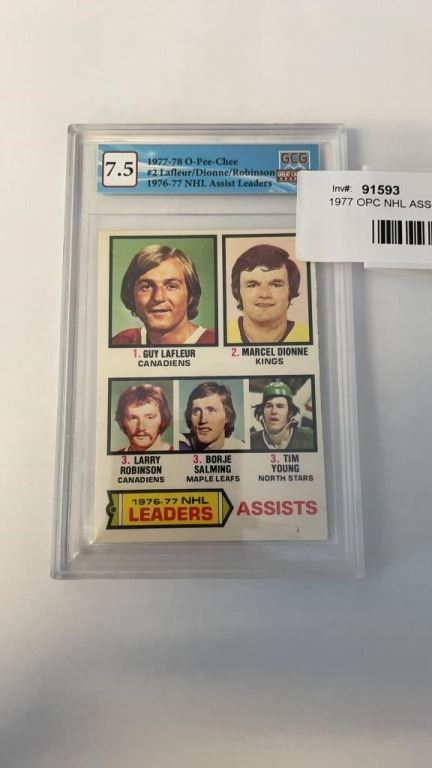 7.5
1977-78 O-Pee-Chee
#2 Lafleur/Dionne/Robinson
1976-77 NHL Assist Leaders
GCG
Inv#: 91593
1977 OPC NHL ASS
1. GUY LAFLEUR
CANADIENS
2. MARCEL DIONNE
KINGS
3. LARRY
ROBINSON
CANADIENS
3. BORJE
SALMING
MAPLE LEAFS
3. TIM
YOUNG
NORTH STARS
1976-77 NHL
LEADERS
ASSISTS